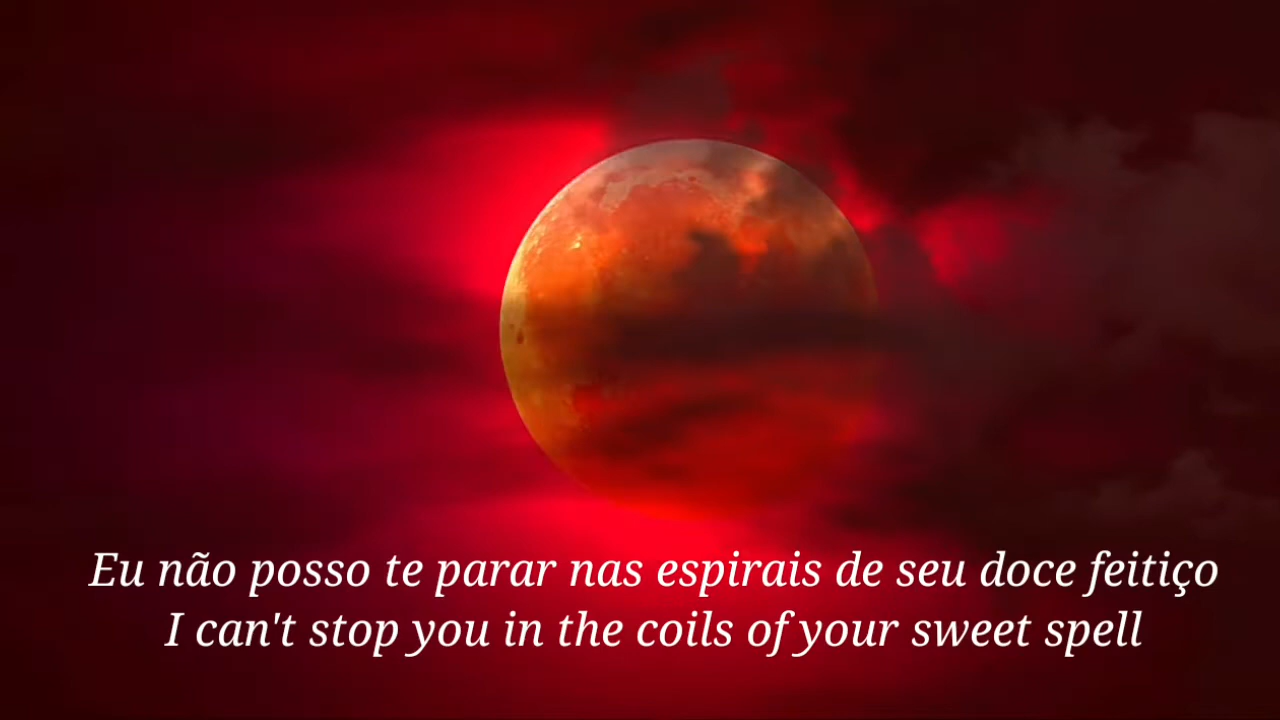 Eu não posso te parar nas espirais de seu doce feitiço
I can't stop you in the coils of your sweet spell